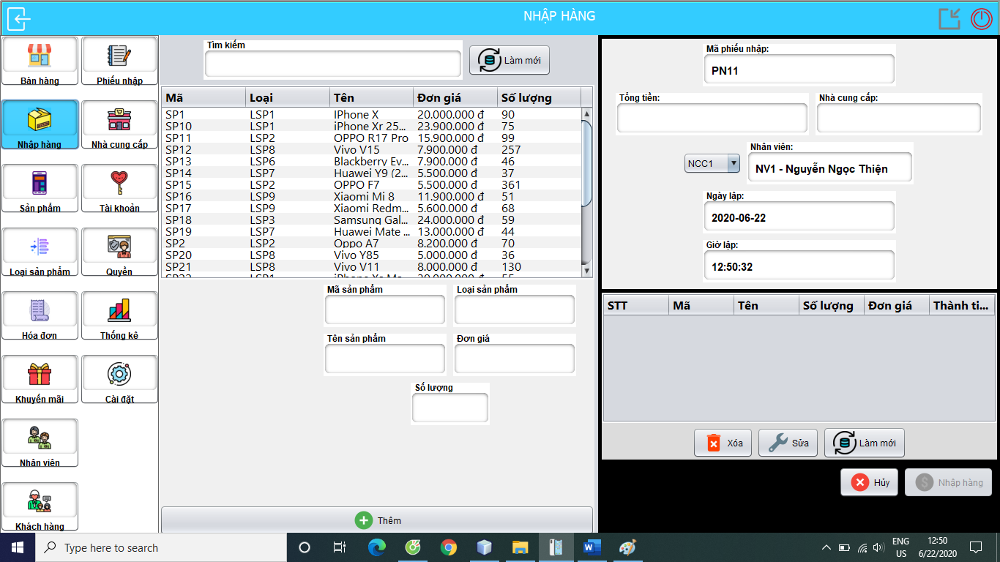 NHẬP HÀNG
Bán hàng
Phiếu nhập
Nhập hàng
Nhà cung cấp
Sản phẩm
Tài khoản
Loại sản phẩm
Quyền
Hóa đơn
Thống kê
Khuyến mãi
Cài đặt
Nhân viên
Khách hàng
Tìm kiếm
Làm mới
Mã Loại Tên Đơn giá Số lượng
SP1 LSP1 IPhone X 20.000.000 đ 90
SP10 LSP1 iPhone Xr 25... 23.900.000 đ 75
SP11 LSP2 OPPO R17 Pro 15.900.000 đ 99
SP12 LSP8 Vivo V15 7.900.000 đ 257
SP13 LSP6 Blackberry Ev... 7.900.000 đ 46
SP14 LSP7 Huawei Y9 (2... 5.500.000 đ 37
SP15 LSP2 OPPO F7 5.500.000 đ 361
SP16 LSP9 Xiaomi Mi 8 11.900.000 đ 51
SP17 LSP9 Xiaomi Redm... 5.600.000 đ 68
SP18 LSP3 Samsung Gal... 24.000.000 đ 59
SP19 LSP7 Huawei Mate ... 13.000.000 đ 44
SP2 LSP2 Oppo A7 8.200.000 đ 70
SP20 LSP8 Vivo Y85 5.000.000 đ 36
SP21 LSP8 Vivo V11 8.000.000 đ 130
Mã sản phẩm
Loại sản phẩm
Tên sản phẩm
Đơn giá
Số lượng
Thêm
Mã phiếu nhập:
PN11
Tổng tiền:
Nhà cung cấp:
NCC1
Nhân viên:
NV1 - Nguyễn Ngọc Thiện
Ngày lập:
2020-06-22
Giờ lập:
12:50:32
STT Mã Tên Số lượng Đơn giá Thành ti...
Xóa
Sửa
Làm mới
Hủy
Nhập hàng
Type here to search
ENG
US
12:50
6/22/2020